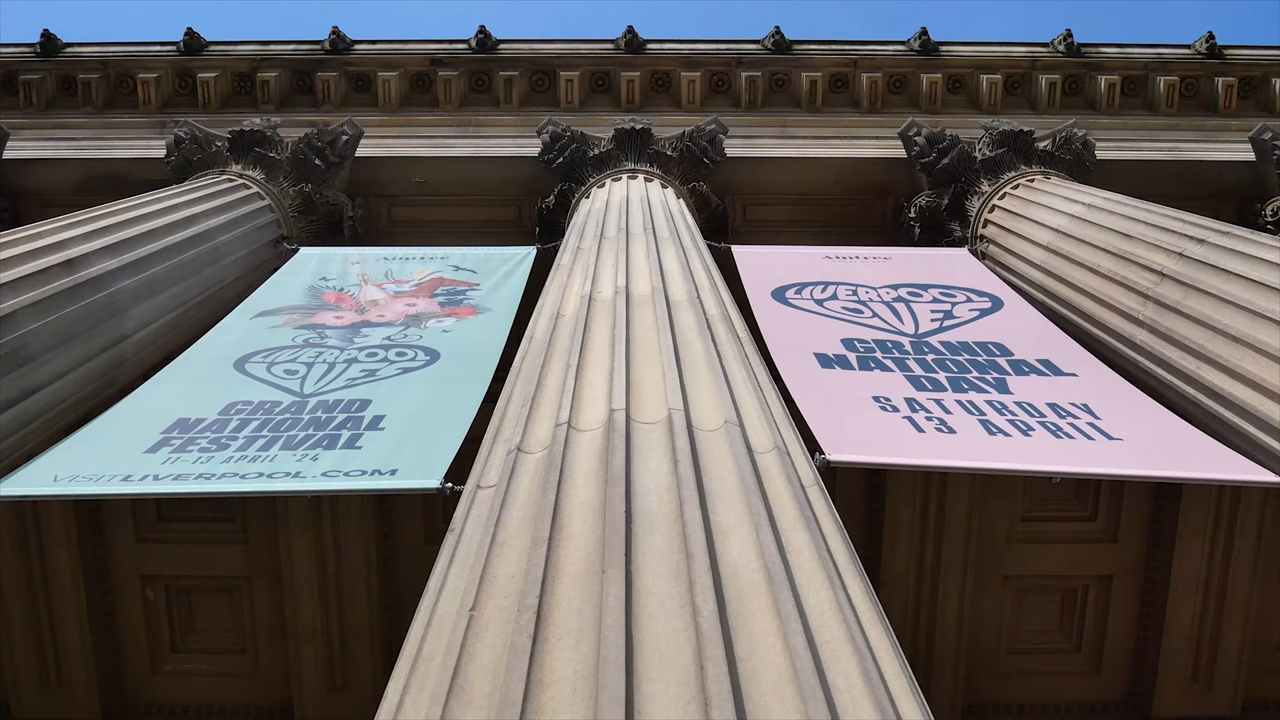 Aintree
LIVERPOOL
LOVES
GRAND
NATIONAL
FESTIVAL
11-13 APRIL '24
VISITLIVERPOOL.COM
Aintree
LIVERPOOL
LOVES
GRAND
NATIONAL
DAY
SATURDAY
13 APRIL